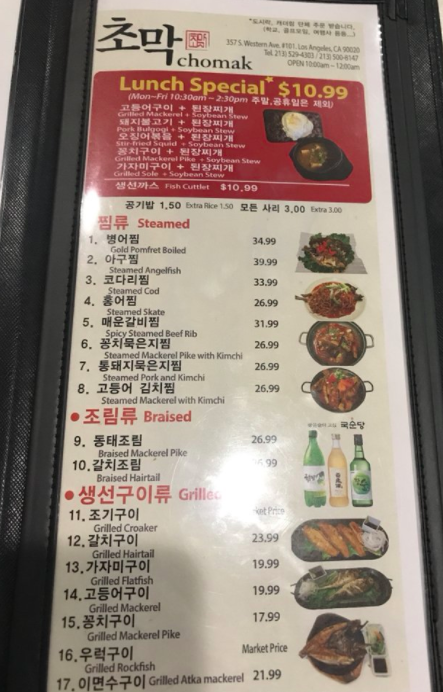 *도시락, 케이터링 단체 주문 받습니다.
초막
chomak
357 S. Western Ave. #101, Los Angeles, CA 90020
Tel. 213) 529-4303 / 213) 500-8147
OPEN 10:00am - 12:00am
Lunch Special* $10.99
(Mon~Fri 10:30am ~ 2:30pm 주말,공휴일은 제외)
고등어구이 + 된장찌개
Grilled Mackerel + Soybean Stew
돼지불고기 + 된장찌개
Pork Bulgogi + Soybean Stew
오징어볶음 + 된장찌개
Stir-fried Squid + Soybean Stew
꽁치구이 + 된장찌개
Grilled Mackerel Pike + Soybean Stew
가자미구이 + 된장찌개
Grilled Sole + Soybean Stew
생선까스 Fish Cuttlet $10.99
공기밥 1.50 Extra Rice 1.50 모든 사리 3.00 Extra 3.00
찜류 Steamed
1. 병어찜 34.99
Gold Pomfret Boiled
2. 아구찜 39.99
Steamed Angelfish
3. 코다리찜 33.99
Steamed Cod
4. 홍어찜 26.99
Steamed Skate
5. 매운갈비찜 31.99
Spicy Steamed Beef Rib
6. 꽁치묵은지찜 26.99
Steamed Mackerel Pike with Kimchi
7. 통돼지묵은지찜 26.99
Steamed Pork and Kimchi
8. 고등어 김치찜 26.99
Steamed Mackerel with Kimchi
• 조림류 Braised
국순당
9. 동태조림 26.99
Braised Mackerel Pike
10. 갈치조림 6.99
Braised Hairtail
• 생선구이류 Grilled
11. 조기구이 ket Price
Grilled Croaker
12. 갈치구이 23.99
Grilled Hairtail
13. 가자미구이 19.99
Grilled Flatfish
14. 고등어구이 19.99
Grilled Mackerel
15. 꽁치구이 17.99
Grilled Mackerel Pike
16. 우럭구이 Market Price
Grilled Rockfish
17. 이면수구이 Grilled Atka mackerel 21.99